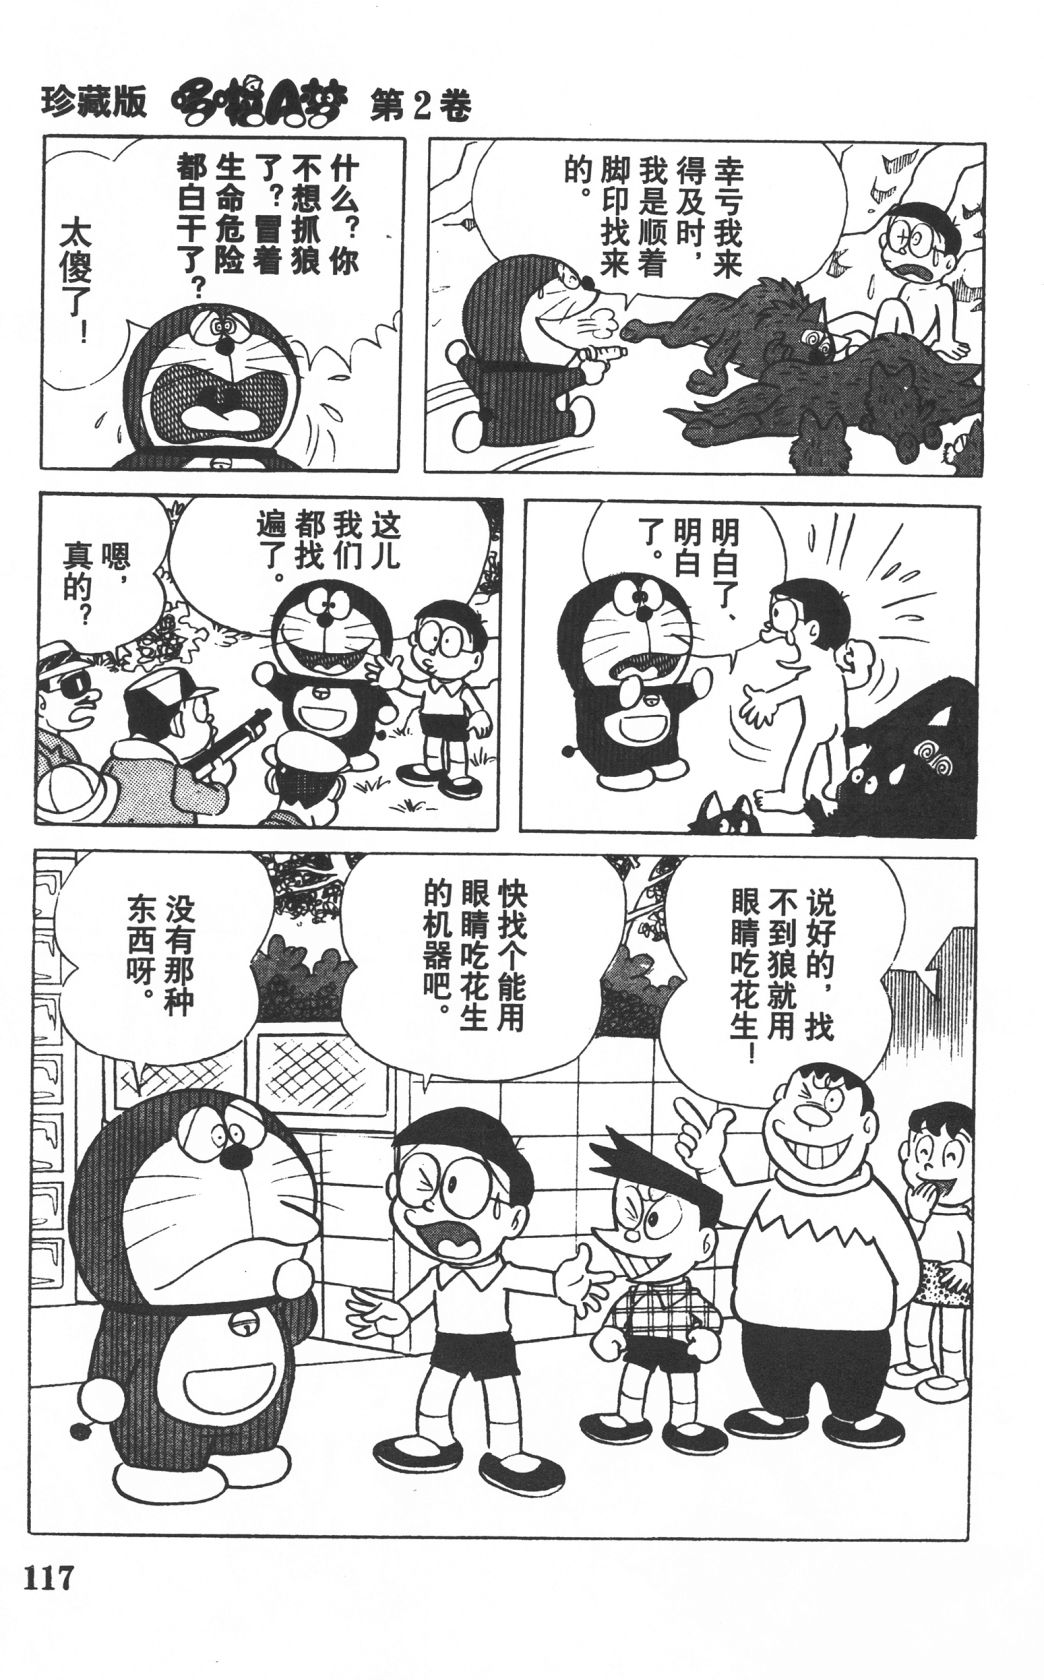 珍藏版 哆啦A梦 第2卷
幸亏我来
得及时，
我是顺着
脚印找来
的。
什么？你
不想抓狼
了？冒着
生命危险
都白干了？
太傻了！
明白了、
明白
了。
这儿
我们
都找
遍了。
嗯，
真的？
说好的，找
不到狼就用
眼睛吃花生！
快找个能用
眼睛吃花生
的机器吧。
没有那种
东西呀。
117